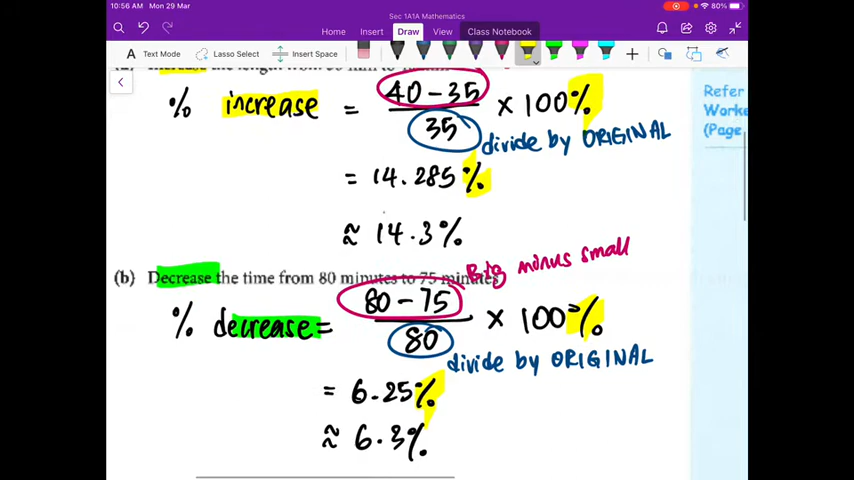 10:56 AM Mon 29 Mar
80%
Sec 1A1A Mathematics
Home Insert Draw View Class Notebook
Text Mode Lasso Select Insert Space
% increase = 40 - 35 / 35 × 100%
divide by ORIGINAL
= 14.285%
≈ 14.3%
Refer
Worke
(Page
Big minus small
(b) Decrease the time from 80 minutes to 75 minutes
% decrease = 80 - 75 / 80 × 100%
divide by ORIGINAL
= 6.25%
≈ 6.3%